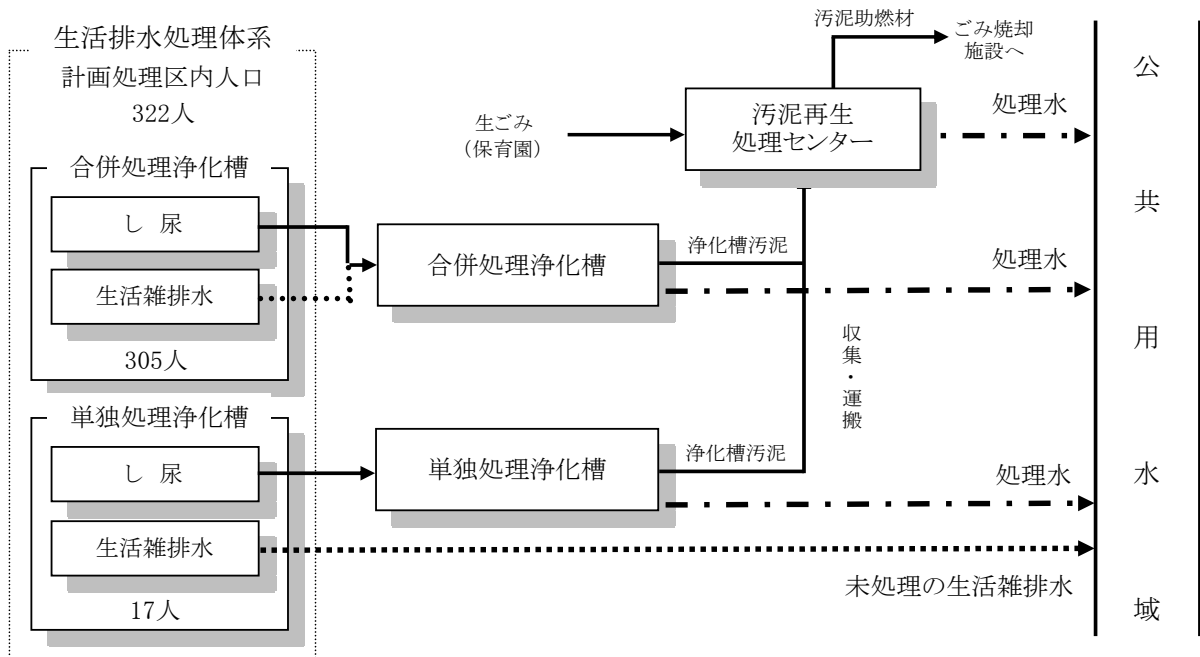 生活排水処理体系
計画処理区内人口
322人
合併処理浄化槽
し 尿
生活雑排水
305人
単独処理浄化槽
し 尿
生活雑排水
17人
生ごみ
（保育園）
汚泥助燃材
ごみ焼却
施設へ
汚泥再生
処理センター
処理水
合併処理浄化槽
浄化槽汚泥
処理水
収集・運搬
単独処理浄化槽
浄化槽汚泥
処理水
未処理の生活雑排水
公共用水域